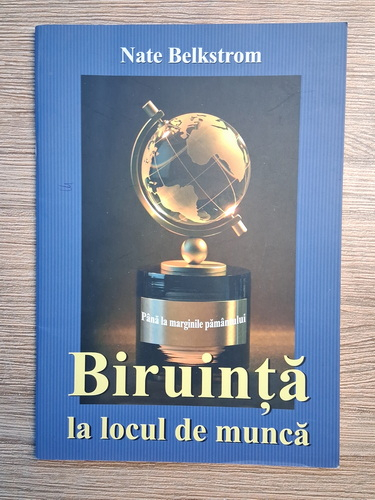 Nate Belkstrom
Până la marginile pământului
Biruință
la locul de muncă